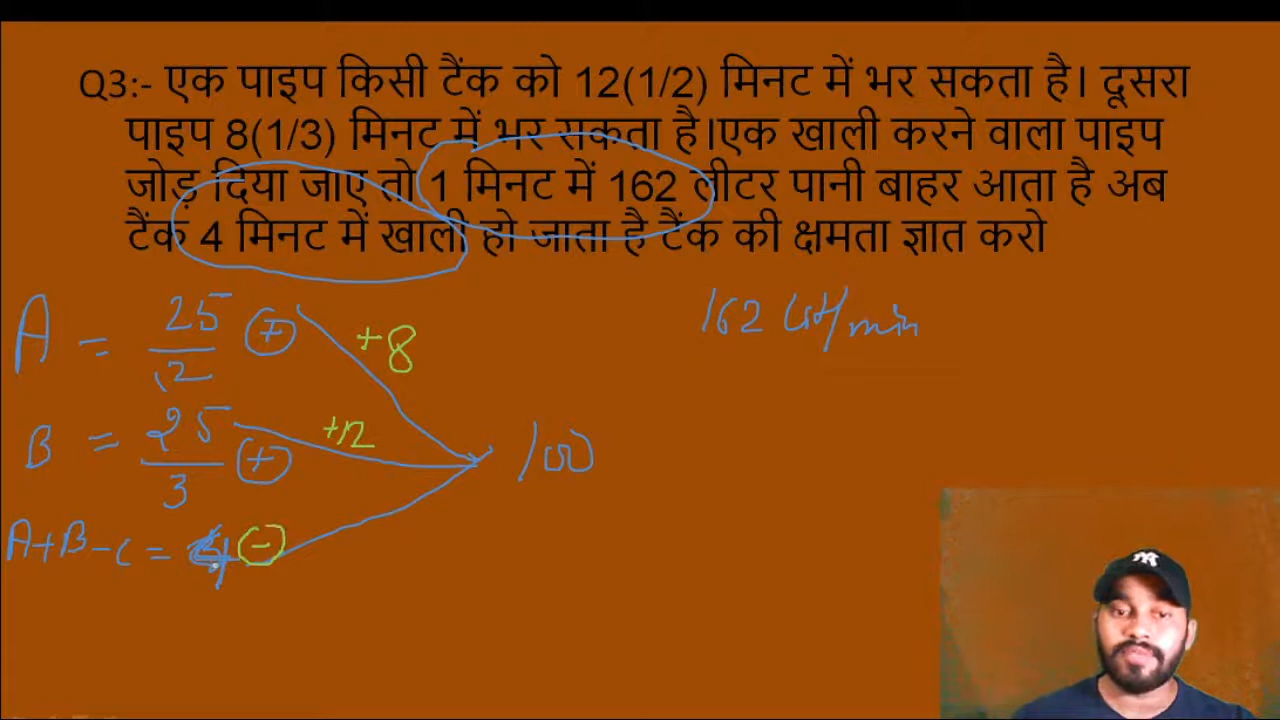 Q3:- एक पाइप किसी टैंक को 12(1/2) मिनट में भर सकता है। दूसरा
पाइप 8(1/3) मिनट में भर सकता है।एक खाली करने वाला पाइप
जोड़ दिया जाए तो 1 मिनट में 162 लीटर पानी बाहर आता है अब
टैंक 4 मिनट में खाली हो जाता है टैंक की क्षमता ज्ञात करो
162 lit/min
A = 25/2 +
+8
B = 25/3 +
+12
100
A+B-C = 4 -